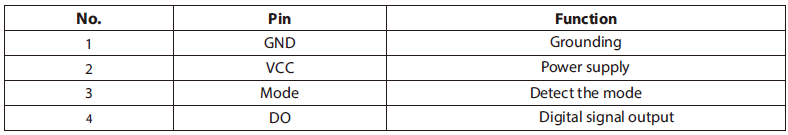 No. Pin Function
1 GND Grounding
2 VCC Power supply
3 Mode Detect the mode
4 DO Digital signal output